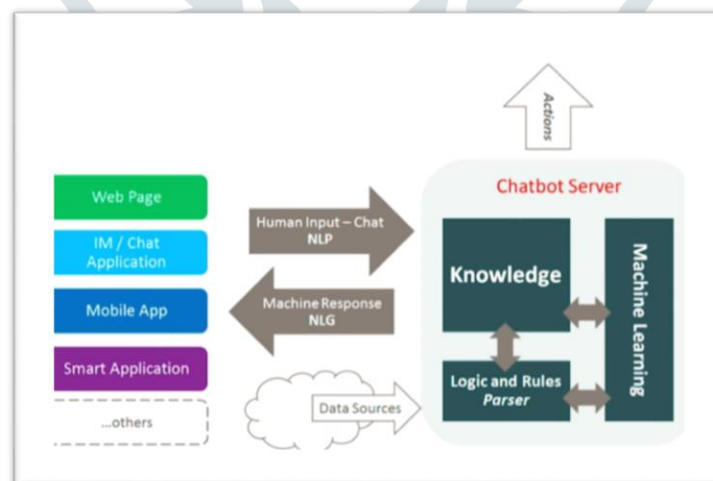 Actions
Chatbot Server
Web Page
IM / Chat
Application
Mobile App
Smart Application
...others
Human Input – Chat
NLP
Machine Response
NLG
Data Sources
Knowledge
Logic and Rules
Parser
Machine Learning